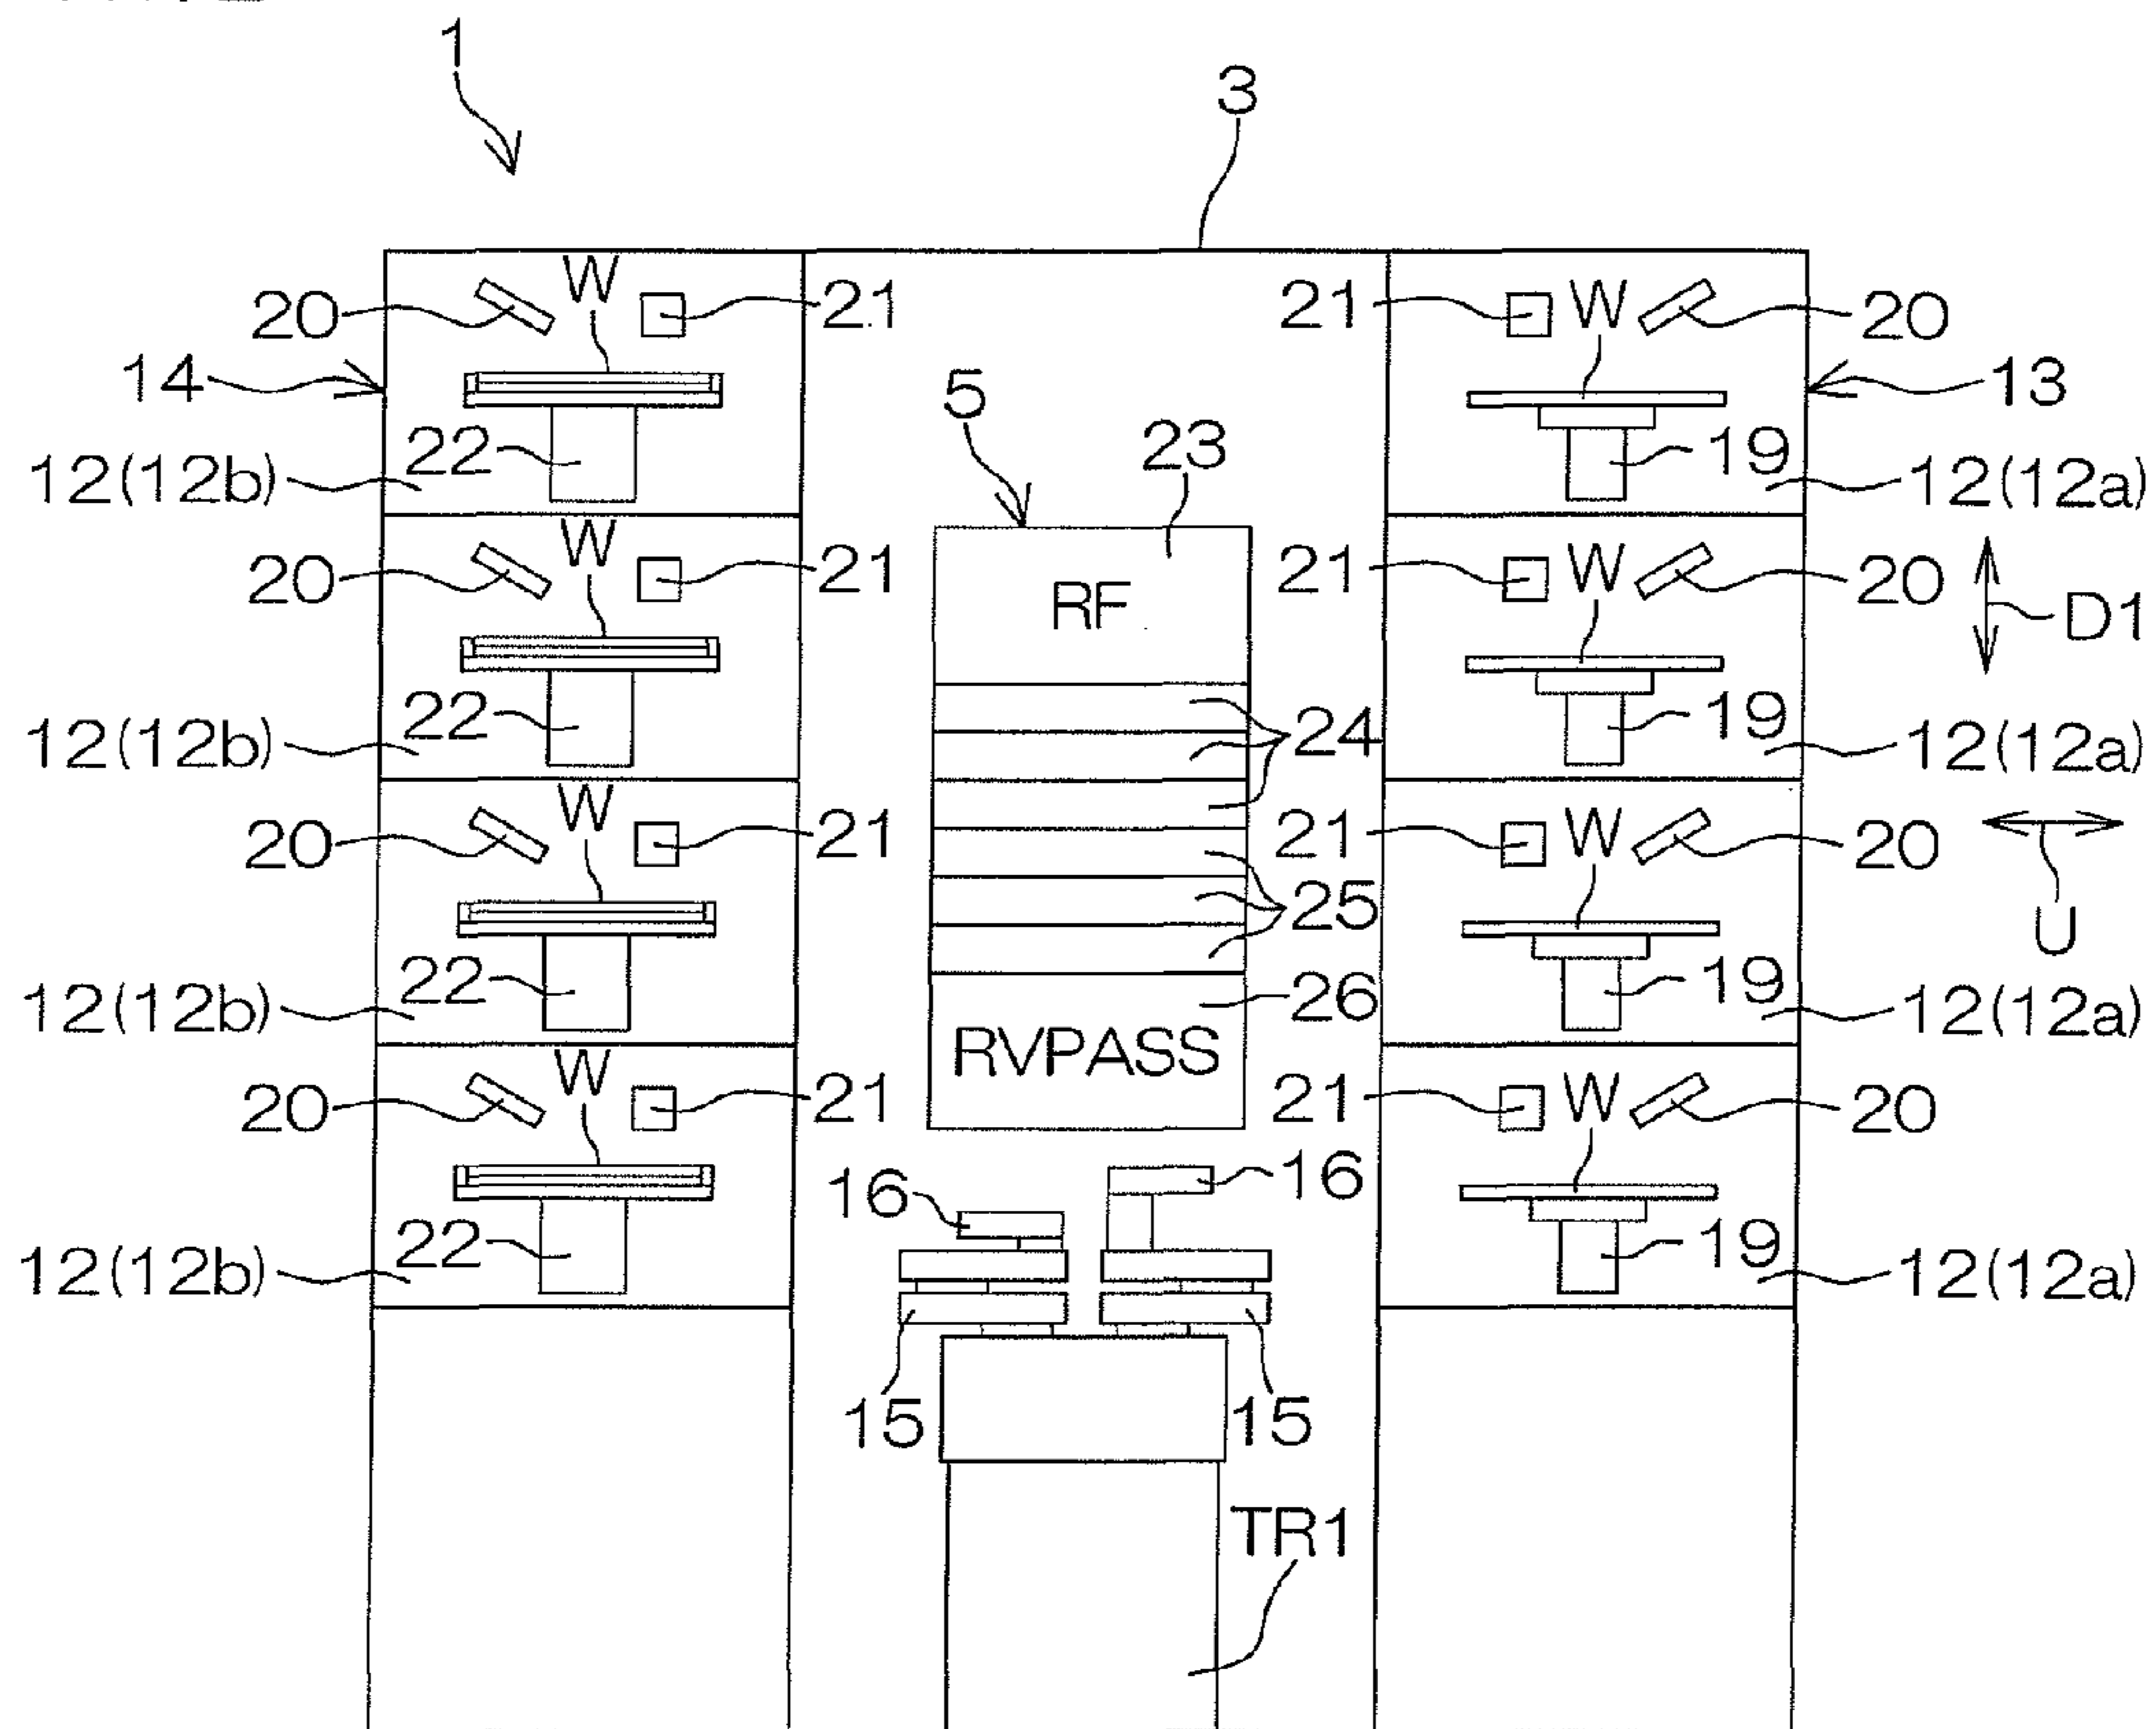 1
3
20 W 21 21 W 20
14 5 13
22 23 19
12(12b) 12(12a)
20 W 21 RF 21 W 20
D1
22 24 19
12(12b) 12(12a)
20 W 21 21 W 20
25 U
22 26 19
12(12b) 12(12a)
RVPASS
20 W 21 21 W 20
16 16
22 19
12(12b) 12(12a)
15 15
TR1